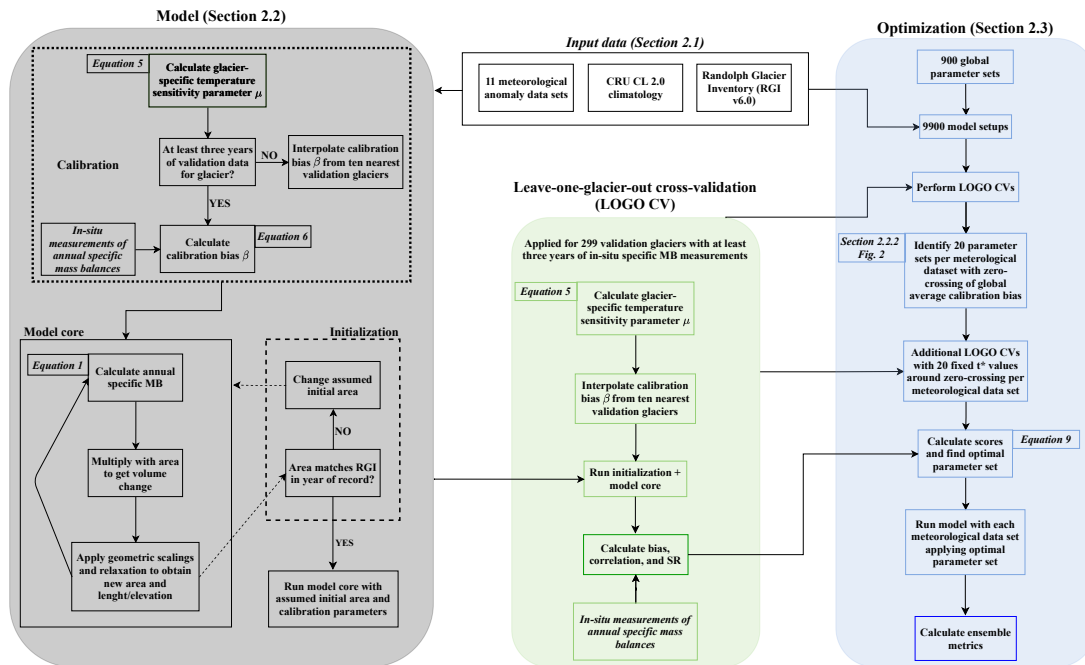 Model (Section 2.2)
Equation 5
Calculate glacier-
specific temperature
sensitivity parameter μ
At least three years
of validation data
for glacier?
NO
Interpolate calibration
bias β from ten nearest
validation glaciers
Calibration
YES
In-situ
measurements of
annual specific
mass balances
Calculate
calibration bias β
Equation 6
Model core
Equation 1
Calculate annual
specific MB
Multiply with area
to get volume
change
Apply geometric scalings
and relaxation to obtain
new area and
lenght/elevation
Initialization
Change assumed
initial area
NO
Area matches RGI
in year of record?
YES
Run model core with
assumed initial area and
calibration parameters
Input data (Section 2.1)
11 meteorological
anomaly data sets
CRU CL 2.0
climatology
Randolph Glacier
Inventory (RGI
v6.0)
Leave-one-glacier-out cross-validation
(LOGO CV)
Applied for 299 validation glaciers with at least
three years of in-situ specific MB measurements
Equation 5
Calculate glacier-
specific temperature
sensitivity parameter μ
Interpolate calibration
bias β from ten nearest
validation glaciers
Run initialization +
model core
Calculate bias,
correlation, and SR
In-situ measurements of
annual specific mass
balances
Optimization (Section 2.3)
900 global
parameter sets
9900 model setups
Perform LOGO CVs
Section 2.2.2
Fig. 2
Identify 20 parameter
sets per meterological
dataset with zero-
crossing of global
average calibration bias
Additional LOGO CVs
with 20 fixed t* values
around zero-crossing per
meteorological data set
Equation 9
Calculate scores
and find optimal
parameter set
Run model with each
meteorological data set
applying optimal
parameter set
Calculate ensemble
metrics